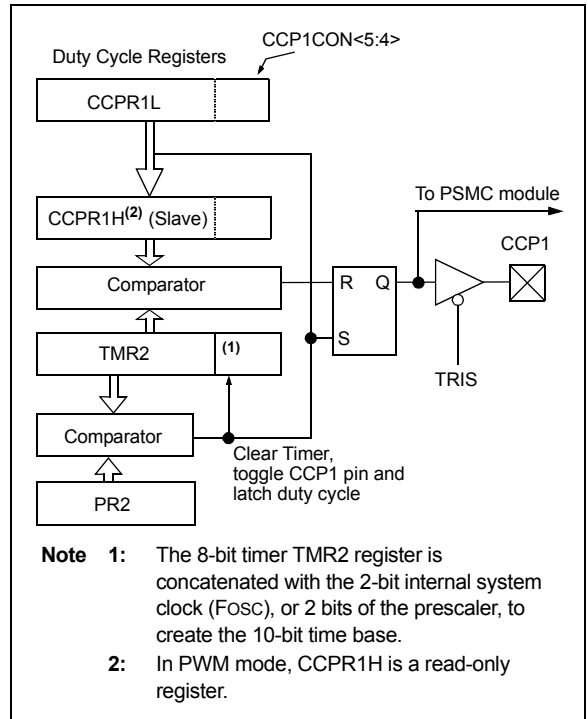 CCP1CON<5:4>
Duty Cycle Registers
CCPR1L
CCPR1H(2) (Slave)
To PSMC module
CCP1
Comparator
R Q
S
TMR2 (1)
TRIS
Comparator
Clear Timer,
toggle CCP1 pin and
latch duty cycle
PR2
Note 1: The 8-bit timer TMR2 register is
concatenated with the 2-bit internal system
clock (FOSC), or 2 bits of the prescaler, to
create the 10-bit time base.
2: In PWM mode, CCPR1H is a read-only
register.